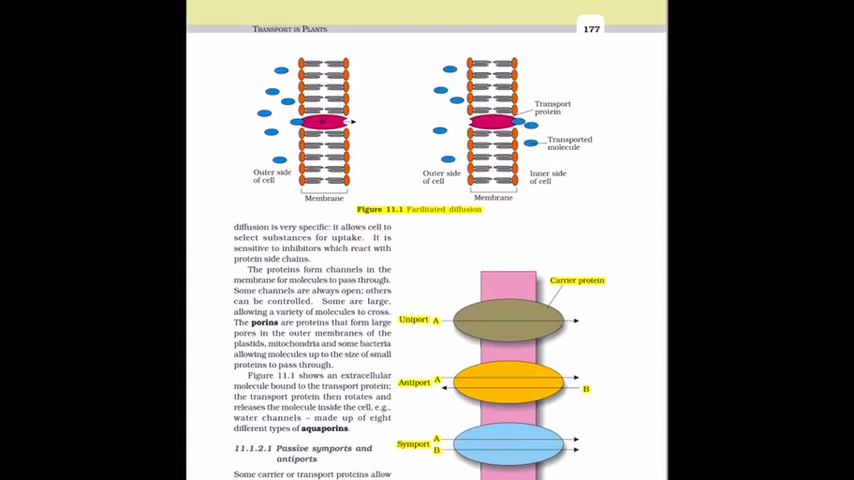 TRANSPORT IN PLANTS
177
Transport
protein
Transported
molecule
Outer side
of cell
Membrane
Outer side
of cell
Inner side
of cell
Membrane
Figure 11.1 Facilitated diffusion
diffusion is very specific: it allows cell to
select substances for uptake. It is
sensitive to inhibitors which react with
protein side chains.
The proteins form channels in the
membrane for molecules to pass through.
Some channels are always open; others
can be controlled. Some are large,
allowing a variety of molecules to cross.
The porins are proteins that form large
pores in the outer membranes of the
plastids, mitochondria and some bacteria
allowing molecules up to the size of small
proteins to pass through.
Figure 11.1 shows an extracellular
molecule bound to the transport protein;
the transport protein then rotates and
releases the molecule inside the cell, e.g.,
water channels – made up of eight
different types of aquaporins.
11.1.2.1 Passive symports and
antiports
Some carrier or transport proteins allow
Carrier protein
Uniport A
Antiport A
B
Symport A
B